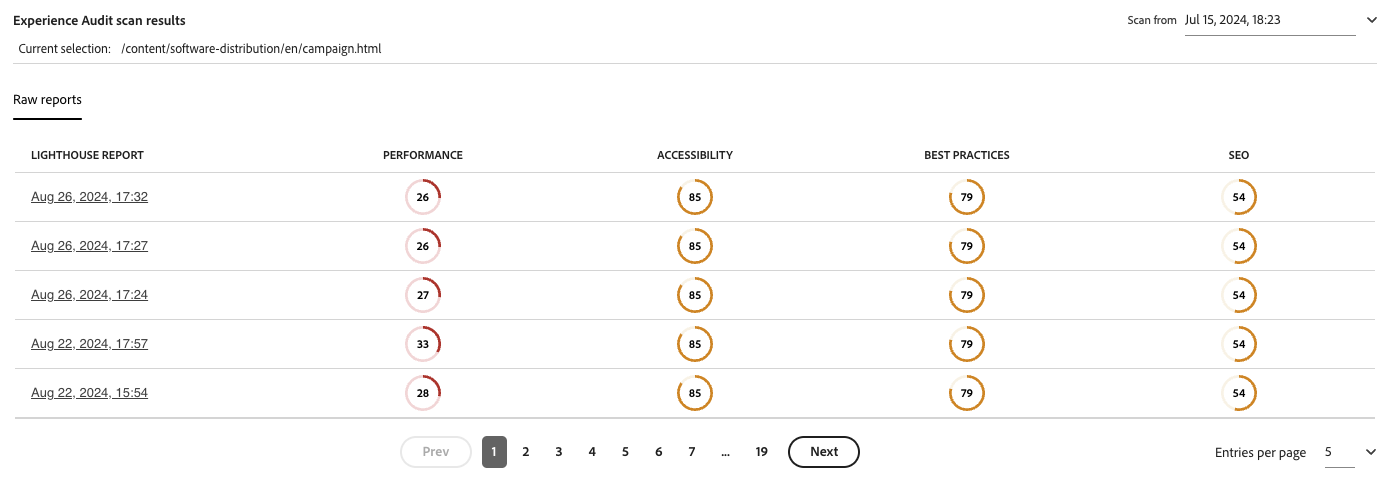 Experience Audit scan results
Scan from Jul 15, 2024, 18:23
Current selection: /content/software-distribution/en/campaign.html
Raw reports
LIGHTHOUSE REPORT PERFORMANCE ACCESSIBILITY BEST PRACTICES SEO
Aug 26, 2024, 17:32 26 85 79 54
Aug 26, 2024, 17:27 26 85 79 54
Aug 26, 2024, 17:24 27 85 79 54
Aug 22, 2024, 17:57 33 85 79 54
Aug 22, 2024, 15:54 28 85 79 54
Prev 1 2 3 4 5 6 7 ... 19 Next Entries per page 5